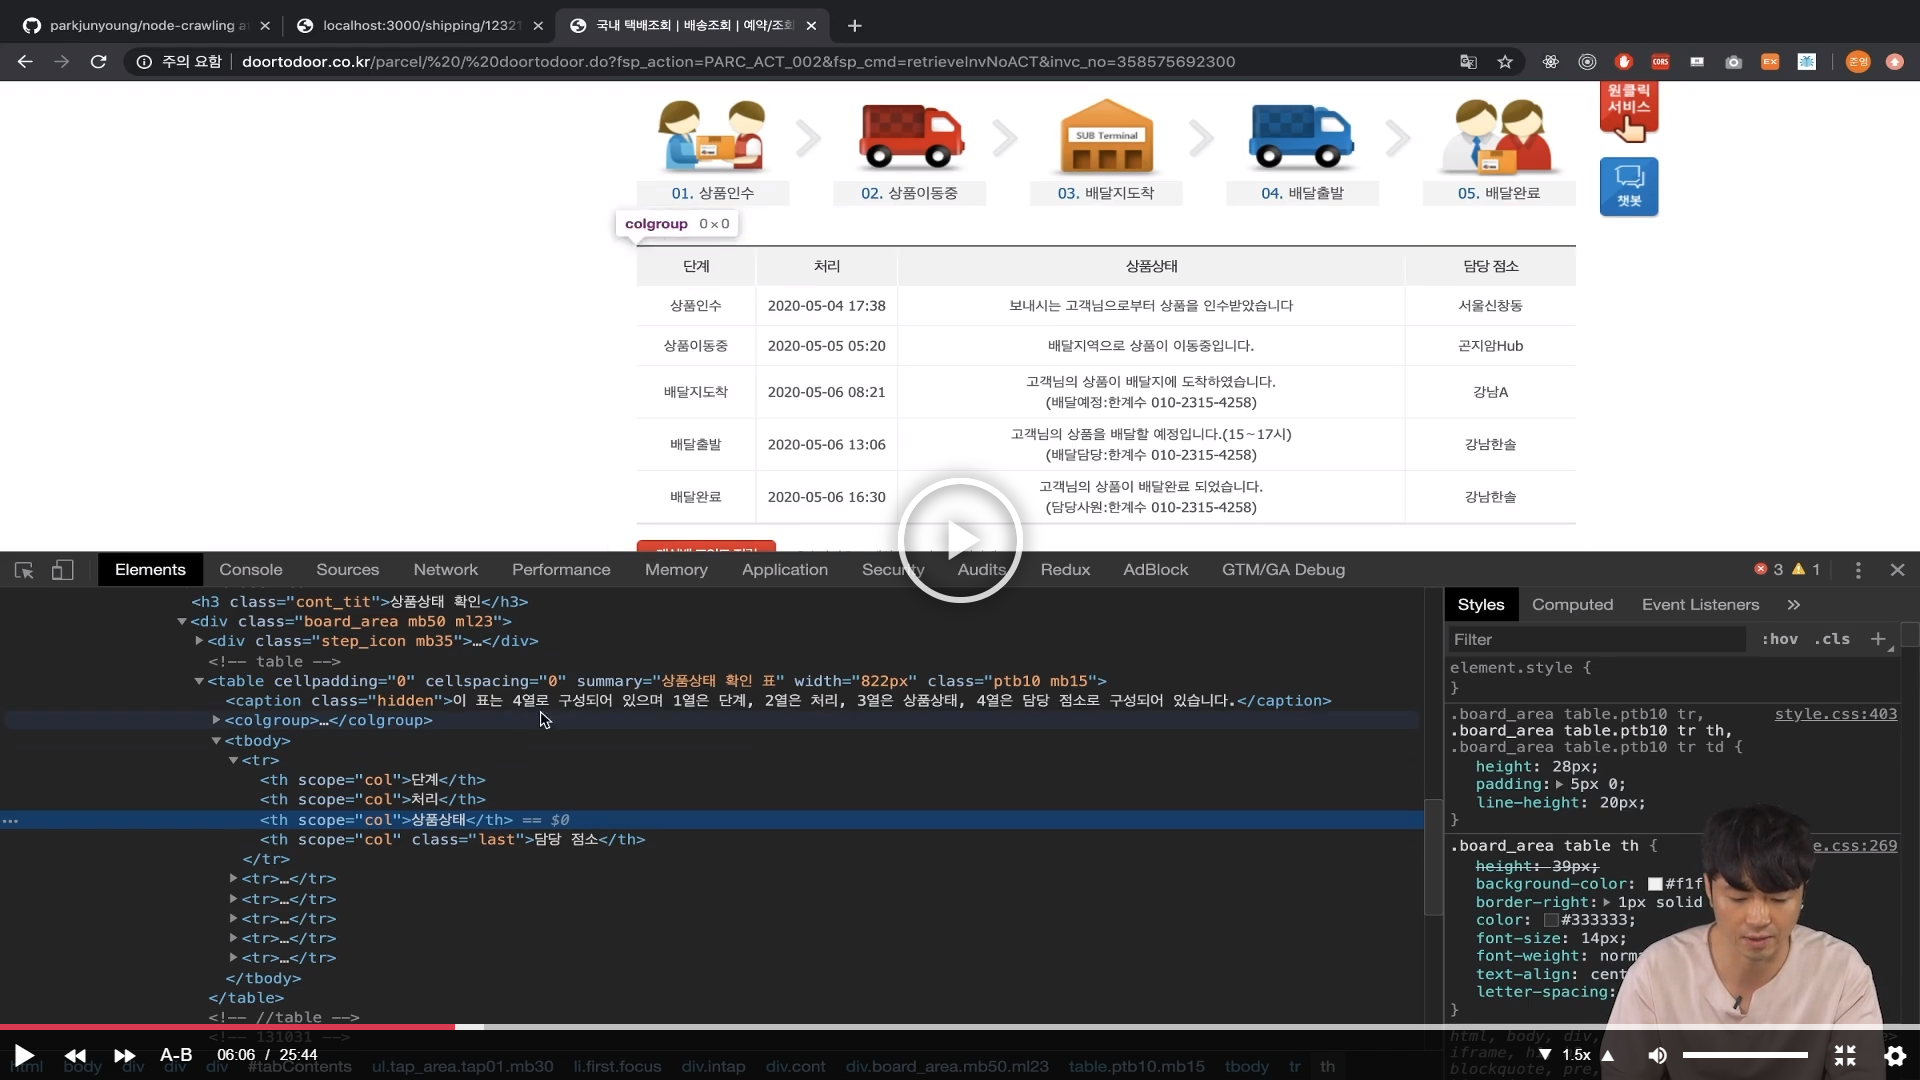 parkjunyoung/node-crawling a
localhost:3000/shipping/12321
국내 택배조회 | 배송조회 | 예약/조회
주의 요함
doortodoor.co.kr/parcel/%20/%20doortodoor.do?fsp_action=PARC_ACT_002&fsp_cmd=retrieveInvNoACT&invc_no=358575692300
CORS
EX
준영
원클릭
서비스
챗봇
SUB Terminal
01. 상품인수
02. 상품이동중
03. 배달지도착
04. 배달출발
05. 배달완료
colgroup 0×0
단계 처리 상품상태 담당 점소
상품인수 2020-05-04 17:38 보내시는 고객님으로부터 상품을 인수받았습니다 서울신창동
상품이동중 2020-05-05 05:20 배달지역으로 상품이 이동중입니다. 곤지암Hub
배달지도착 2020-05-06 08:21 고객님의 상품이 배달지에 도착하였습니다. 강남A
(배달예정:한계수 010-2315-4258)
배달출발 2020-05-06 13:06 고객님의 상품을 배달할 예정입니다.(15~17시) 강남한솔
(배달담당:한계수 010-2315-4258)
배달완료 2020-05-06 16:30 고객님의 상품이 배달완료 되었습니다. 강남한솔
(담당사원:한계수 010-2315-4258)
Elements Console Sources Network Performance Memory Application Security Audits Redux AdBlock GTM/GA Debug 3 1
<h3 class="cont_tit">상품상태 확인</h3>
<div class="board_area mb50 ml23">
<div class="step_icon mb35">…</div>
<!-- table -->
<table cellpadding="0" cellspacing="0" summary="상품상태 확인 표" width="822px" class="ptb10 mb15">
<caption class="hidden">이 표는 4열로 구성되어 있으며 1열은 단계, 2열은 처리, 3열은 상품상태, 4열은 담당 점소로 구성되어 있습니다.</caption>
<colgroup>…</colgroup>
<tbody>
<tr>
<th scope="col">단계</th>
<th scope="col">처리</th>
… <th scope="col">상품상태</th> == $0
<th scope="col" class="last">담당 점소</th>
</tr>
<tr>…</tr>
<tr>…</tr>
<tr>…</tr>
<tr>…</tr>
<tr>…</tr>
</tbody>
</table>
<!-- //table -->
<!-- 131031 -->
Styles Computed Event Listeners »
Filter :hov .cls +
element.style {
}
.board_area table.ptb10 tr, style.css:403
.board_area table.ptb10 tr th,
.board_area table.ptb10 tr td {
height: 28px;
padding: 5px 0;
line-height: 20px;
}
.board_area table th { e.css:269
height: 39px;
background-color: #f1f
border-right: 1px solid
color: #333333;
font-size: 14px;
font-weight: norm
text-align: cent
letter-spacing:
}
html, body, div,
iframe, h
blockquote, pre,
A-B 06:06 / 25:44 1.5x
html body div div div #tabContents ul.tap_area.tap01.mb30 li.first.focus div.intap div.cont div.board_area.mb50.ml23 table.ptb10.mb15 tbody tr th